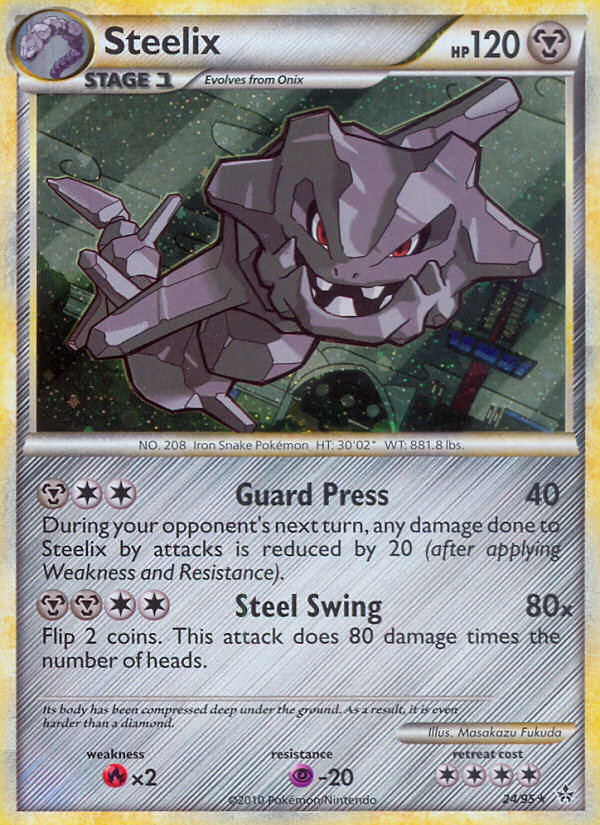 Steelix HP 120
STAGE 1 Evolves from Onix
NO. 208 Iron Snake Pokémon HT: 30'02" WT: 881.8 lbs.
Guard Press 40
During your opponent's next turn, any damage done to
Steelix by attacks is reduced by 20 (after applying
Weakness and Resistance).
Steel Swing 80x
Flip 2 coins. This attack does 80 damage times the
number of heads.
Its body has been compressed deep under the ground. As a result, it is even
harder than a diamond.
Illus. Masakazu Fukuda
weakness resistance retreat cost
×2 -20
©2010 Pokémon/Nintendo 24/95★